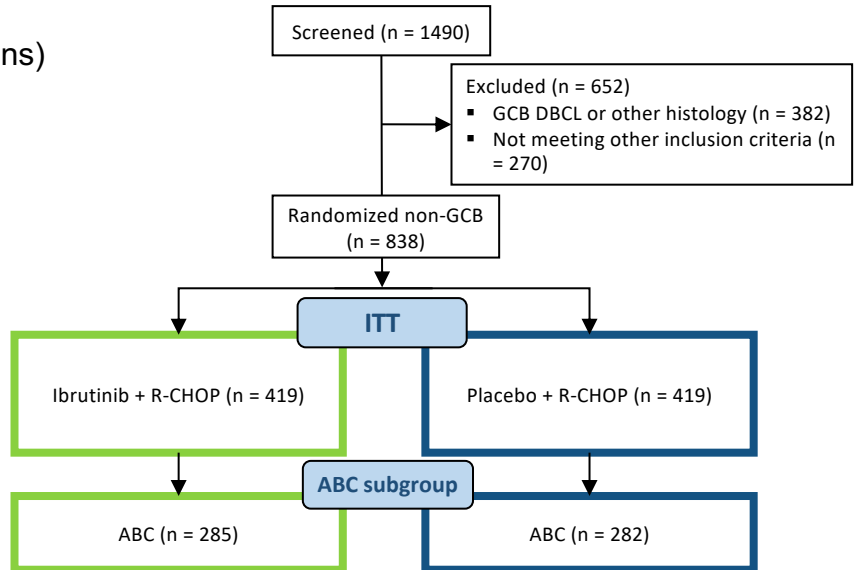 Screened (n = 1490)
ns)
Excluded (n = 652)
▪ GCB DBCL or other histology (n = 382)
▪ Not meeting other inclusion criteria (n
= 270)
Randomized non-GCB
(n = 838)
ITT
Ibrutinib + R-CHOP (n = 419)
Placebo + R-CHOP (n = 419)
ABC subgroup
ABC (n = 285)
ABC (n = 282)